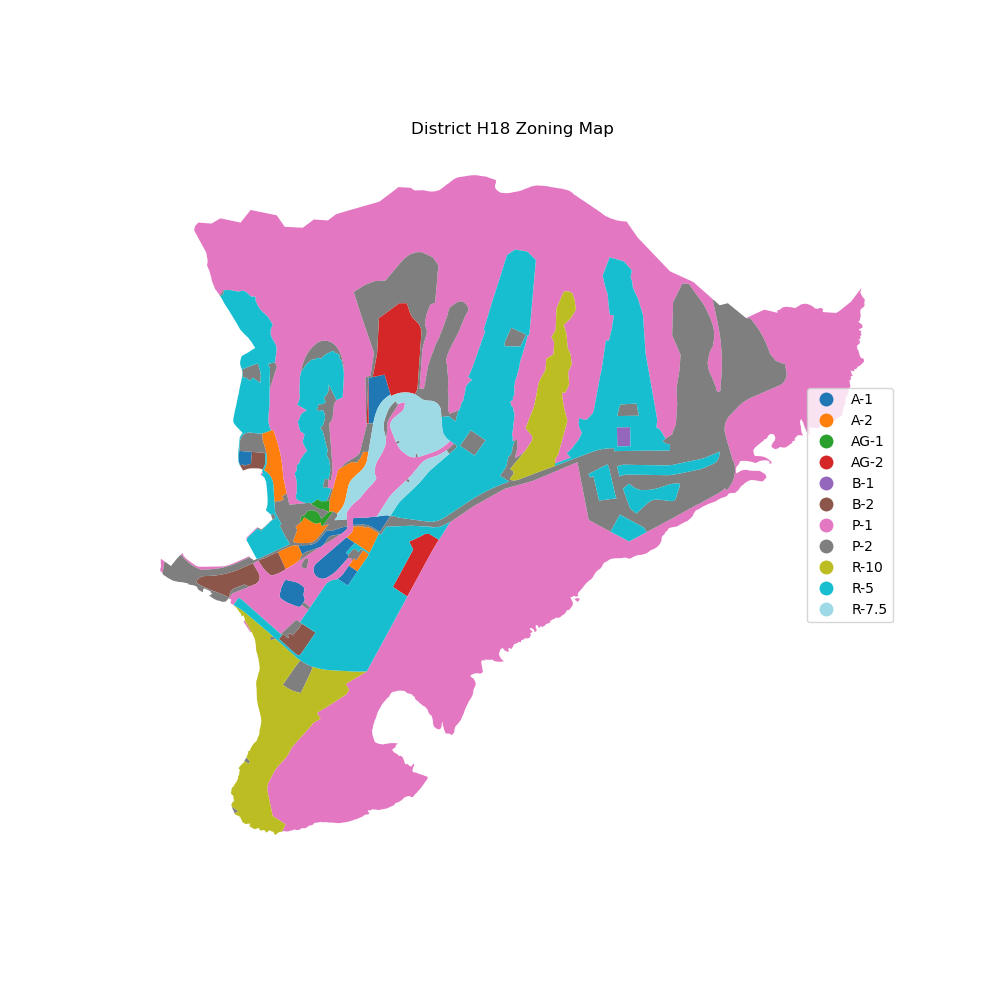 District H18 Zoning Map
A-1
A-2
AG-1
AG-2
B-1
B-2
P-1
P-2
R-10
R-5
R-7.5